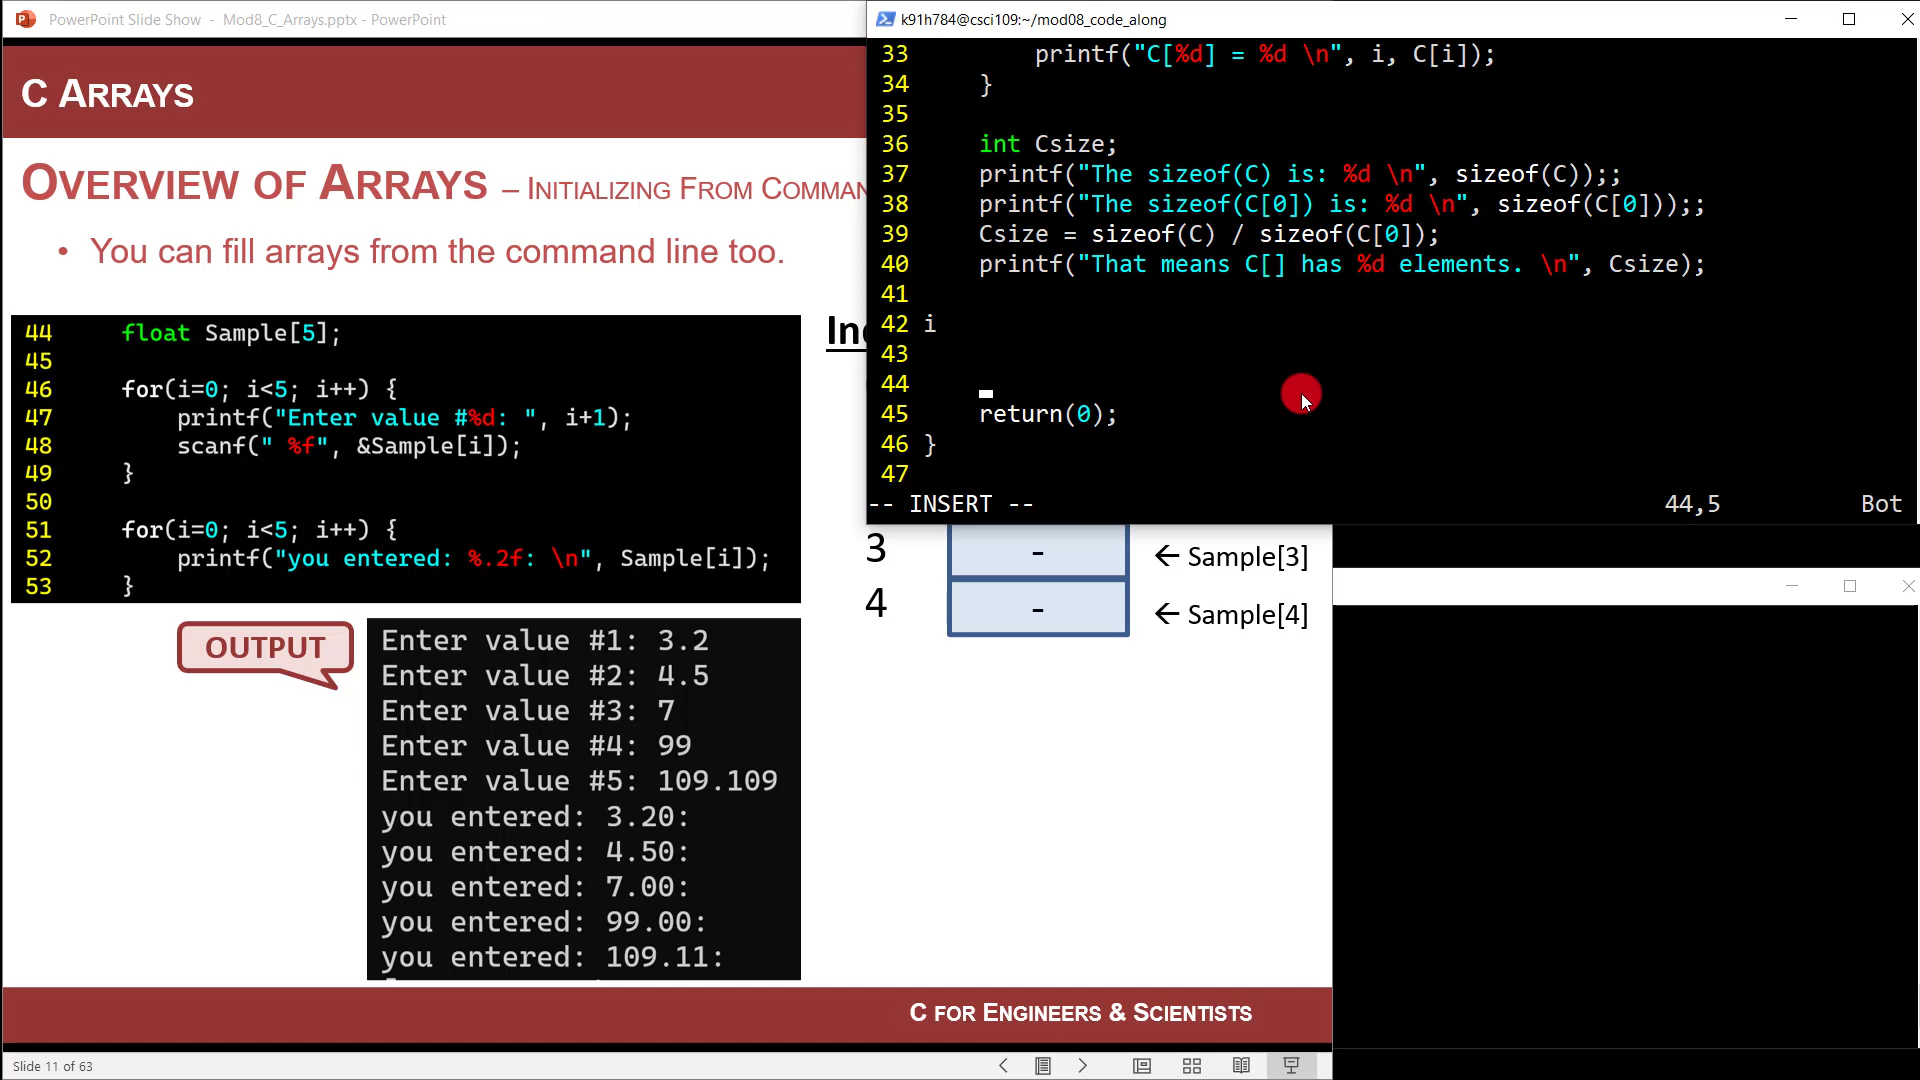 PowerPoint Slide Show - Mod8_C_Arrays.pptx - PowerPoint
C ARRAYS
OVERVIEW OF ARRAYS – INITIALIZING FROM COMMAN
• You can fill arrays from the command line too.
44 float Sample[5];
45
46 for(i=0; i<5; i++) {
47 printf("Enter value #%d: ", i+1);
48 scanf(" %f", &Sample[i]);
49 }
50
51 for(i=0; i<5; i++) {
52 printf("you entered: %.2f: \n", Sample[i]);
53 }
OUTPUT
Enter value #1: 3.2
Enter value #2: 4.5
Enter value #3: 7
Enter value #4: 99
Enter value #5: 109.109
you entered: 3.20:
you entered: 4.50:
you entered: 7.00:
you entered: 99.00:
you entered: 109.11:
3 - ← Sample[3]
4 - ← Sample[4]
C FOR ENGINEERS & SCIENTISTS
Slide 11 of 63
k91h784@csci109:~/mod08_code_along
33 printf("C[%d] = %d \n", i, C[i]);
34 }
35
36 int Csize;
37 printf("The sizeof(C) is: %d \n", sizeof(C));;
38 printf("The sizeof(C[0]) is: %d \n", sizeof(C[0]));;
39 Csize = sizeof(C) / sizeof(C[0]);
40 printf("That means C[] has %d elements. \n", Csize);
41
42 i
43
44
45 return(0);
46 }
47
-- INSERT -- 44,5 Bot